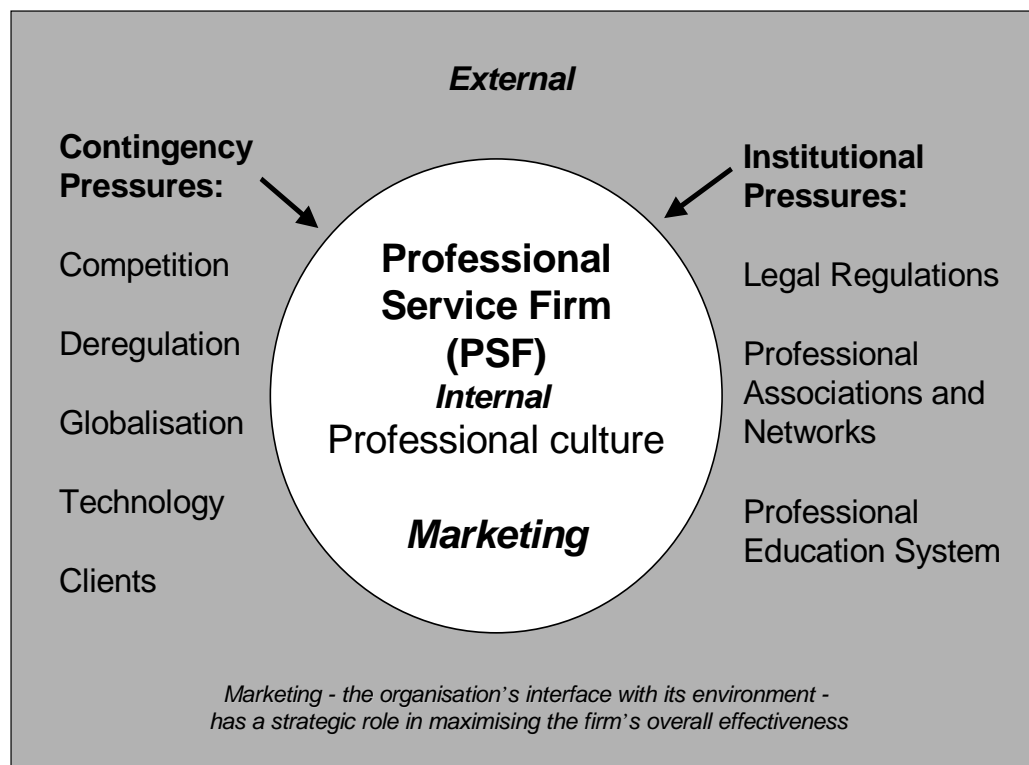 External
Contingency
Pressures:
Competition
Deregulation
Globalisation
Technology
Clients
Professional
Service Firm
(PSF)
Internal
Professional culture
Marketing
Institutional
Pressures:
Legal Regulations
Professional
Associations and
Networks
Professional
Education System
Marketing - the organisation’s interface with its environment -
has a strategic role in maximising the firm’s overall effectiveness